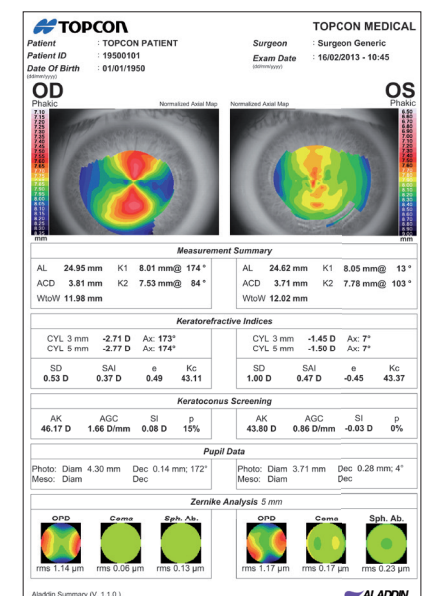 TOPCON
TOPCON MEDICAL
Patient : TOPCON PATIENT Surgeon : Surgeon Generic
Patient ID : 19500101 Exam Date : 16/02/2013 - 10:45
(dd/mm/yyyy)
Date Of Birth : 01/01/1950
(dd/mm/yyyy)
OD OS
Phakic Normalized Axial Map Normalized Axial Map Phakic
mm mm
Measurement Summary
AL 24.95 mm K1 8.01 mm@ 174 ° AL 24.62 mm K1 8.05 mm@ 13 °
ACD 3.81 mm K2 7.53 mm@ 84 ° ACD 3.71 mm K2 7.78 mm@ 103 °
WtoW 11.98 mm WtoW 12.02 mm
Keratorefractive Indices
CYL 3 mm -2.71 D Ax: 173° CYL 3 mm -1.45 D Ax: 7°
CYL 5 mm -2.77 D Ax: 174° CYL 5 mm -1.50 D Ax: 7°
SD SAI e Kc SD SAI e Kc
0.53 D 0.37 D 0.49 43.11 1.00 D 0.47 D -0.45 43.37
Keratoconus Screening
AK AGC SI p AK AGC SI p
46.17 D 1.66 D/mm 0.08 D 15% 43.80 D 0.86 D/mm -0.03 D 0%
Pupil Data
Photo: Diam 4.30 mm Dec 0.14 mm; 172° Photo: Diam 3.71 mm Dec 0.28 mm; 4°
Meso: Diam Dec Meso: Diam Dec
Zernike Analysis 5 mm
OPD Coma Sph. Ab. OPD Coma Sph. Ab.
rms 1.14 µm rms 0.06 µm rms 0.13 µm rms 1.17 µm rms 0.17 µm rms 0.23 µm
Aladdin Summary (V. 1.1.0 ) ALADDIN